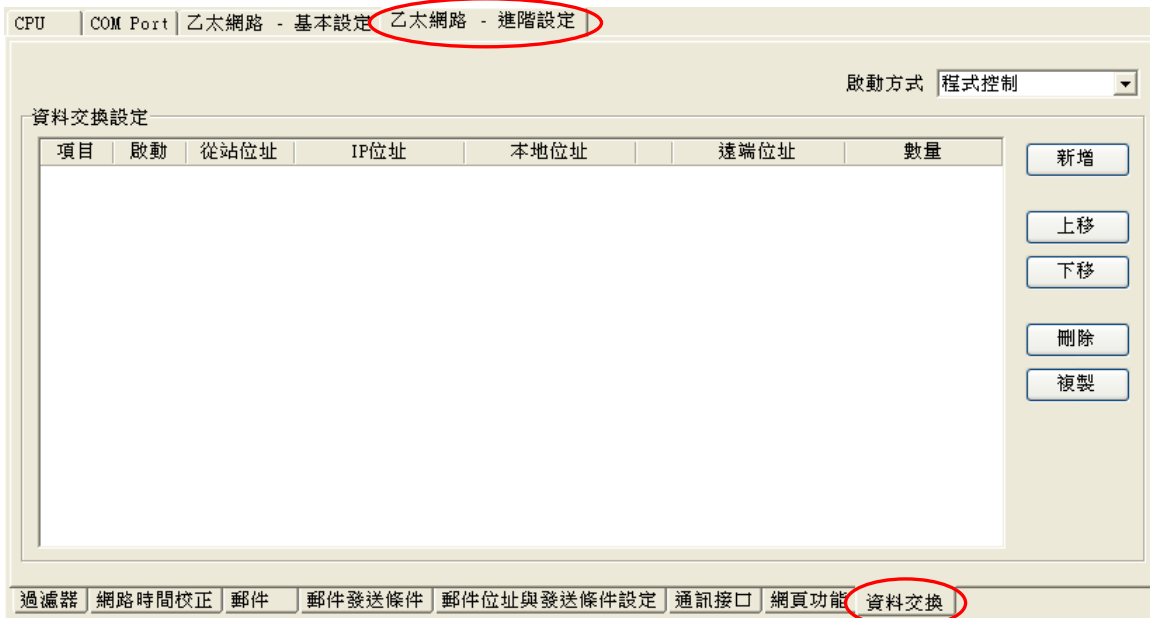 CPU COM Port 乙太網路 - 基本設定 乙太網路 - 進階設定
啟動方式 程式控制
資料交換設定
項目 啟動 從站位址 IP位址 本地位址 遠端位址 數量
新增
上移
下移
刪除
複製
過濾器 網路時間校正 郵件 郵件發送條件 郵件位址與發送條件設定 通訊接口 網頁功能 資料交換